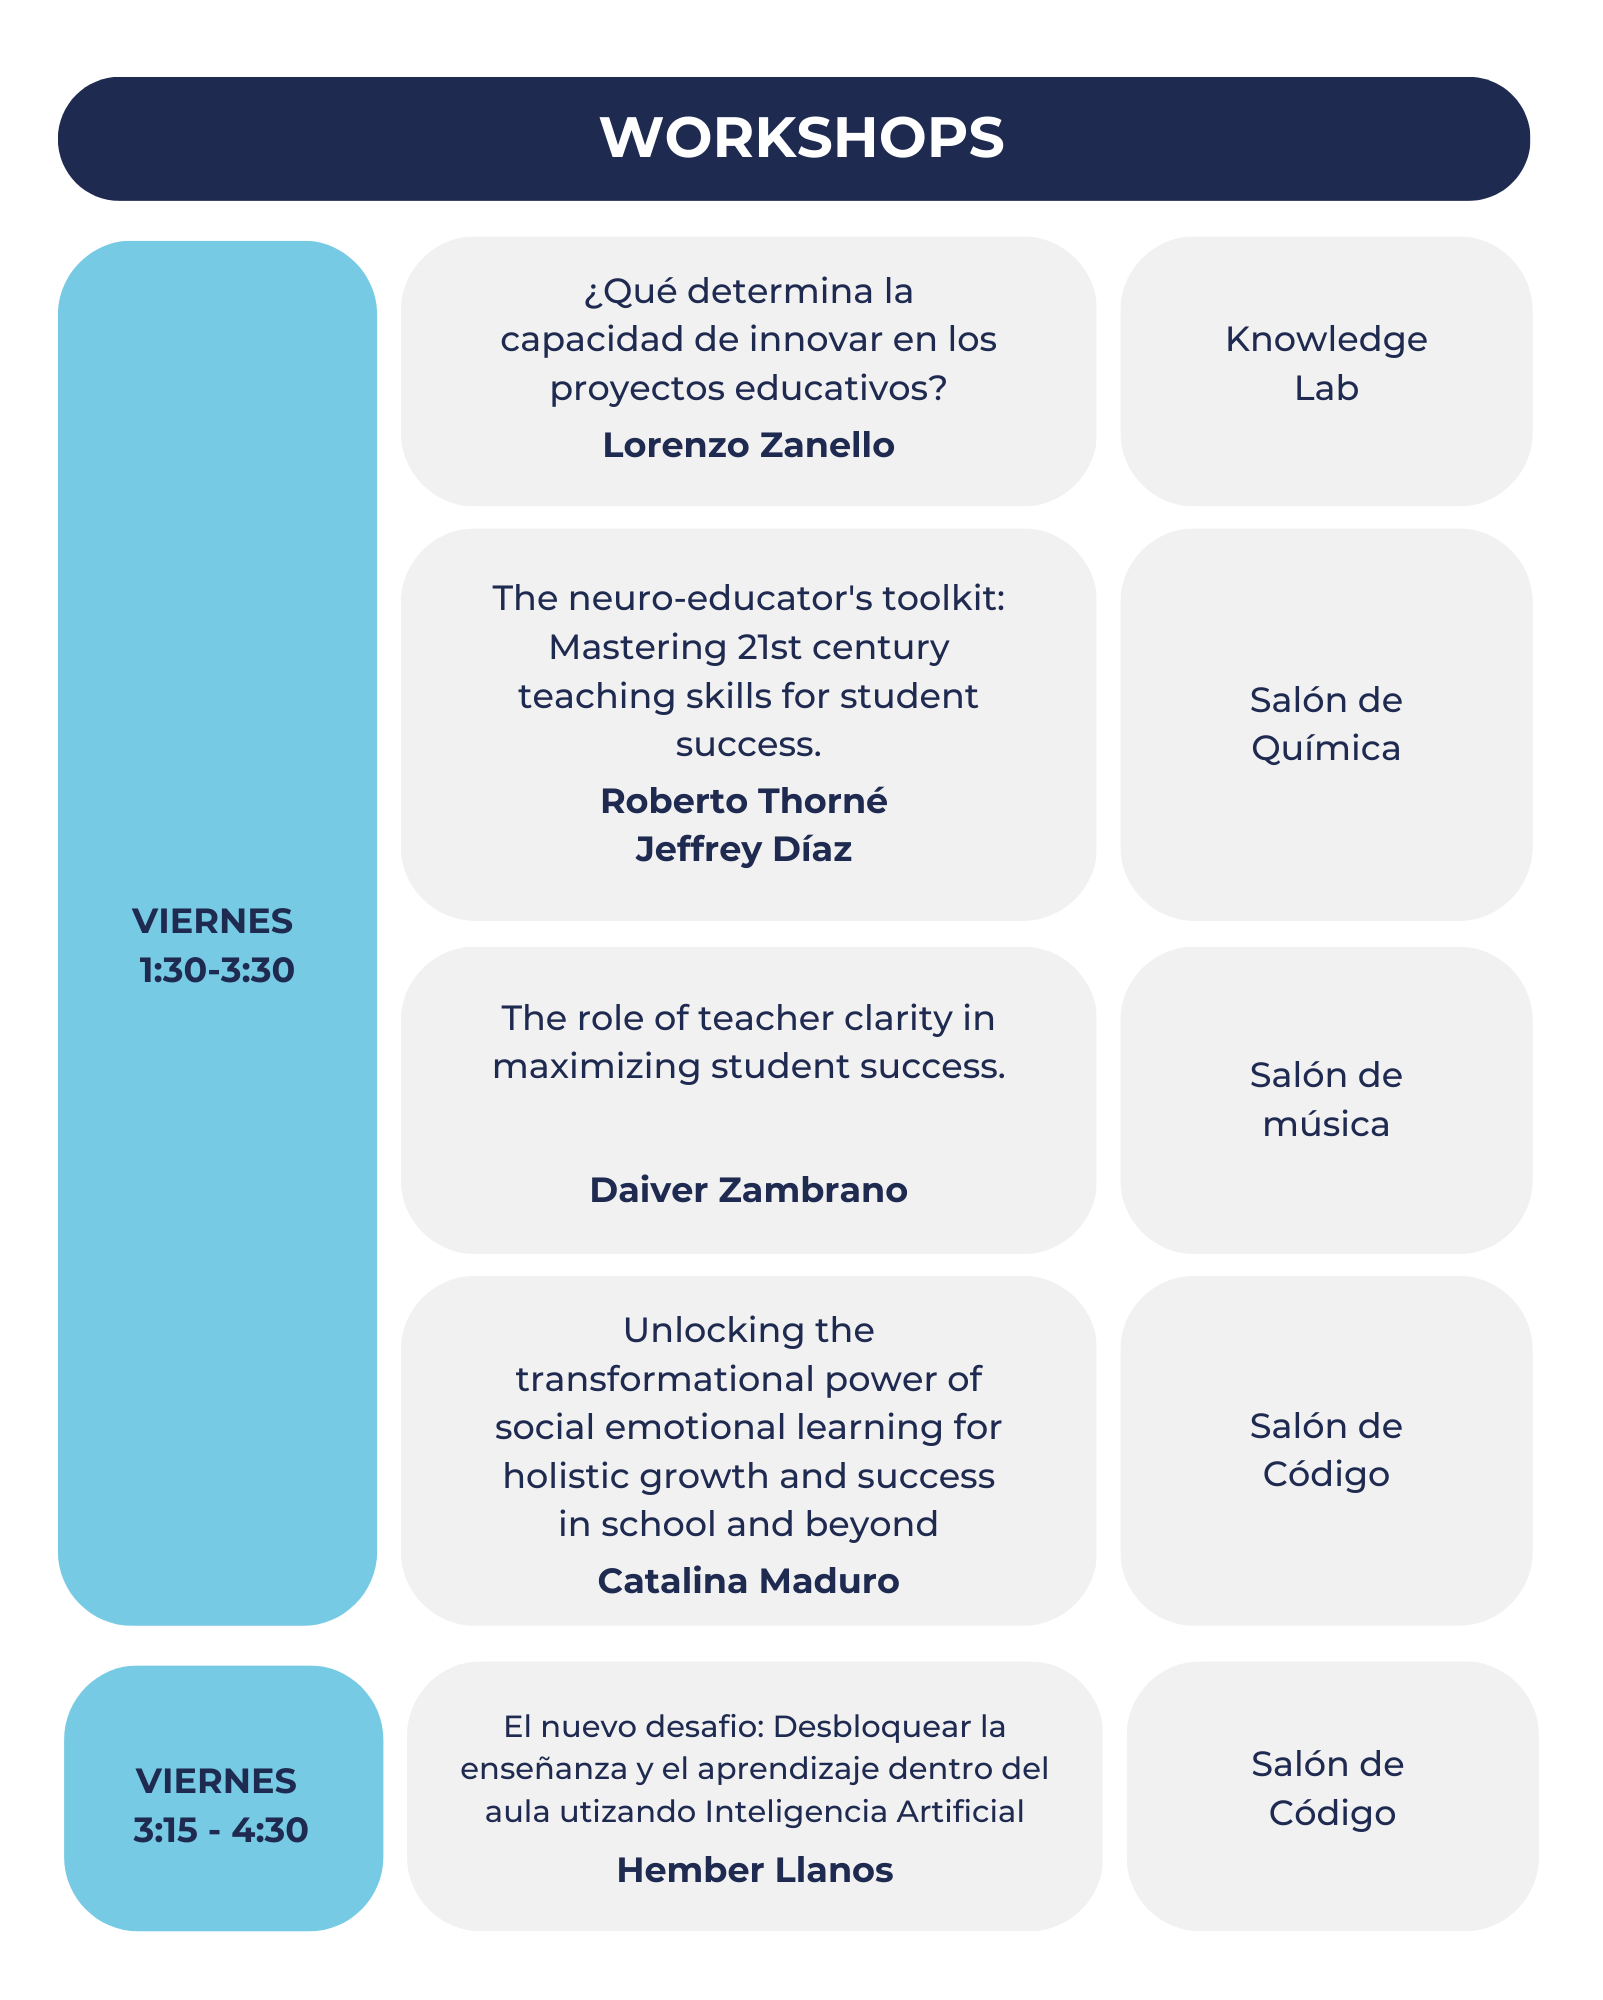 WORKSHOPS
VIERNES
1:30-3:30
¿Qué determina la
capacidad de innovar en los
proyectos educativos?
Lorenzo Zanello
Knowledge
Lab
The neuro-educator's toolkit:
Mastering 21st century
teaching skills for student
success.
Roberto Thorné
Jeffrey Díaz
Salón de
Química
The role of teacher clarity in
maximizing student success.
Daiver Zambrano
Salón de
música
Unlocking the
transformational power of
social emotional learning for
holistic growth and success
in school and beyond
Catalina Maduro
Salón de
Código
VIERNES
3:15 - 4:30
El nuevo desafio: Desbloquear la
enseñanza y el aprendizaje dentro del
aula utizando Inteligencia Artificial
Hember Llanos
Salón de
Código